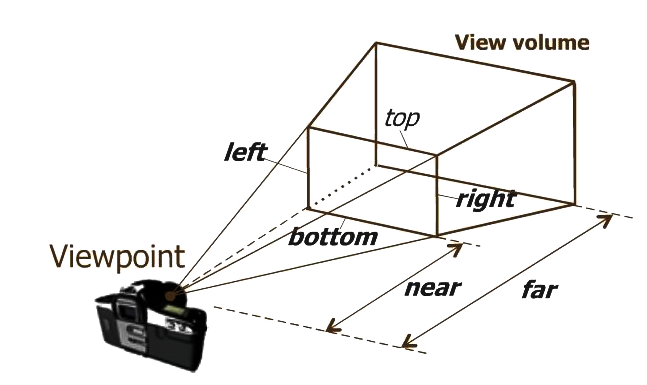 View volume
top
left
right
bottom
Viewpoint
near
far